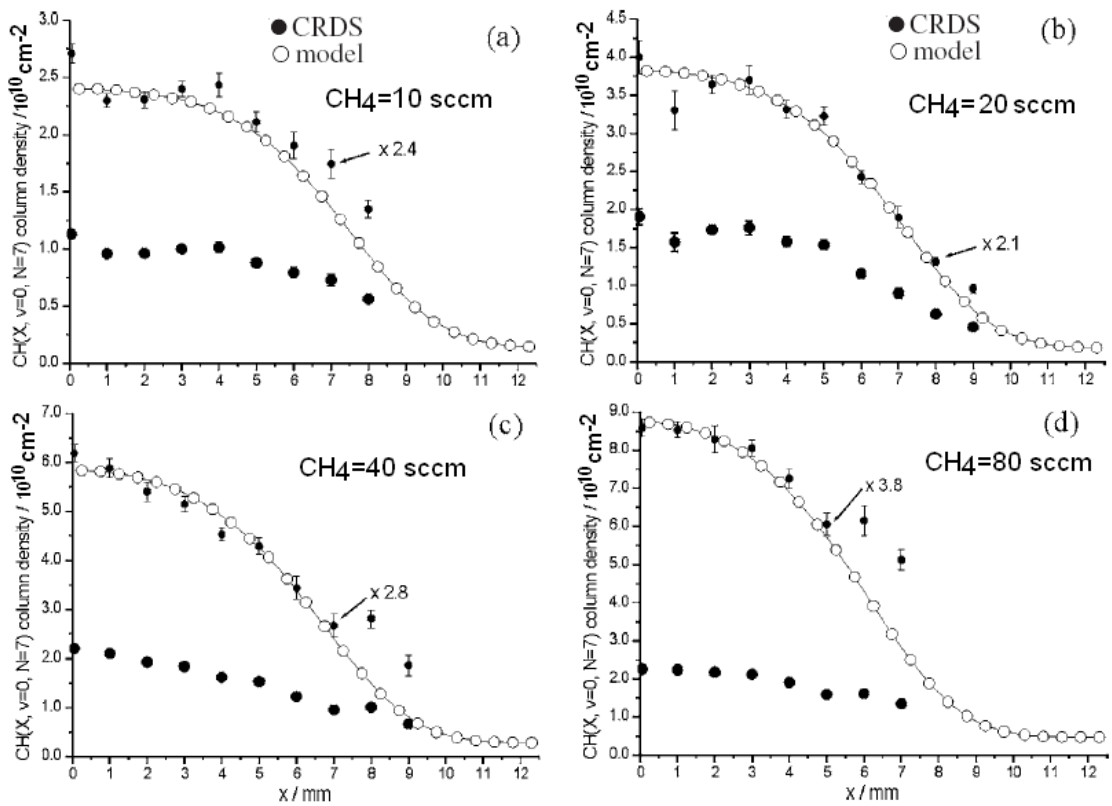 CRDS
model
(a)
CH4=10 sccm
x 2.4
CH(X, v=0, N=7) column density / 10^10 cm-2
3.0
2.5
2.0
1.5
1.0
0.5
0.0
0 1 2 3 4 5 6 7 8 9 10 11 12
CRDS
model
(b)
CH4=20 sccm
x 2.1
CH(X, v=0, N=7) column density / 10^10 cm-2
4.5
4.0
3.5
3.0
2.5
2.0
1.5
1.0
0.5
0.0
0 1 2 3 4 5 6 7 8 9 10 11 12
(c)
CH4=40 sccm
x 2.8
CH(X, v=0, N=7) column density / 10^10 cm-2
7.0
6.0
5.0
4.0
3.0
2.0
1.0
0.0
0 1 2 3 4 5 6 7 8 9 10 11 12
x / mm
(d)
CH4=80 sccm
x 3.8
CH(X, v=0, N=7) column density / 10^10 cm-2
9.0
8.0
7.0
6.0
5.0
4.0
3.0
2.0
1.0
0.0
0 1 2 3 4 5 6 7 8 9 10 11 12
x / mm